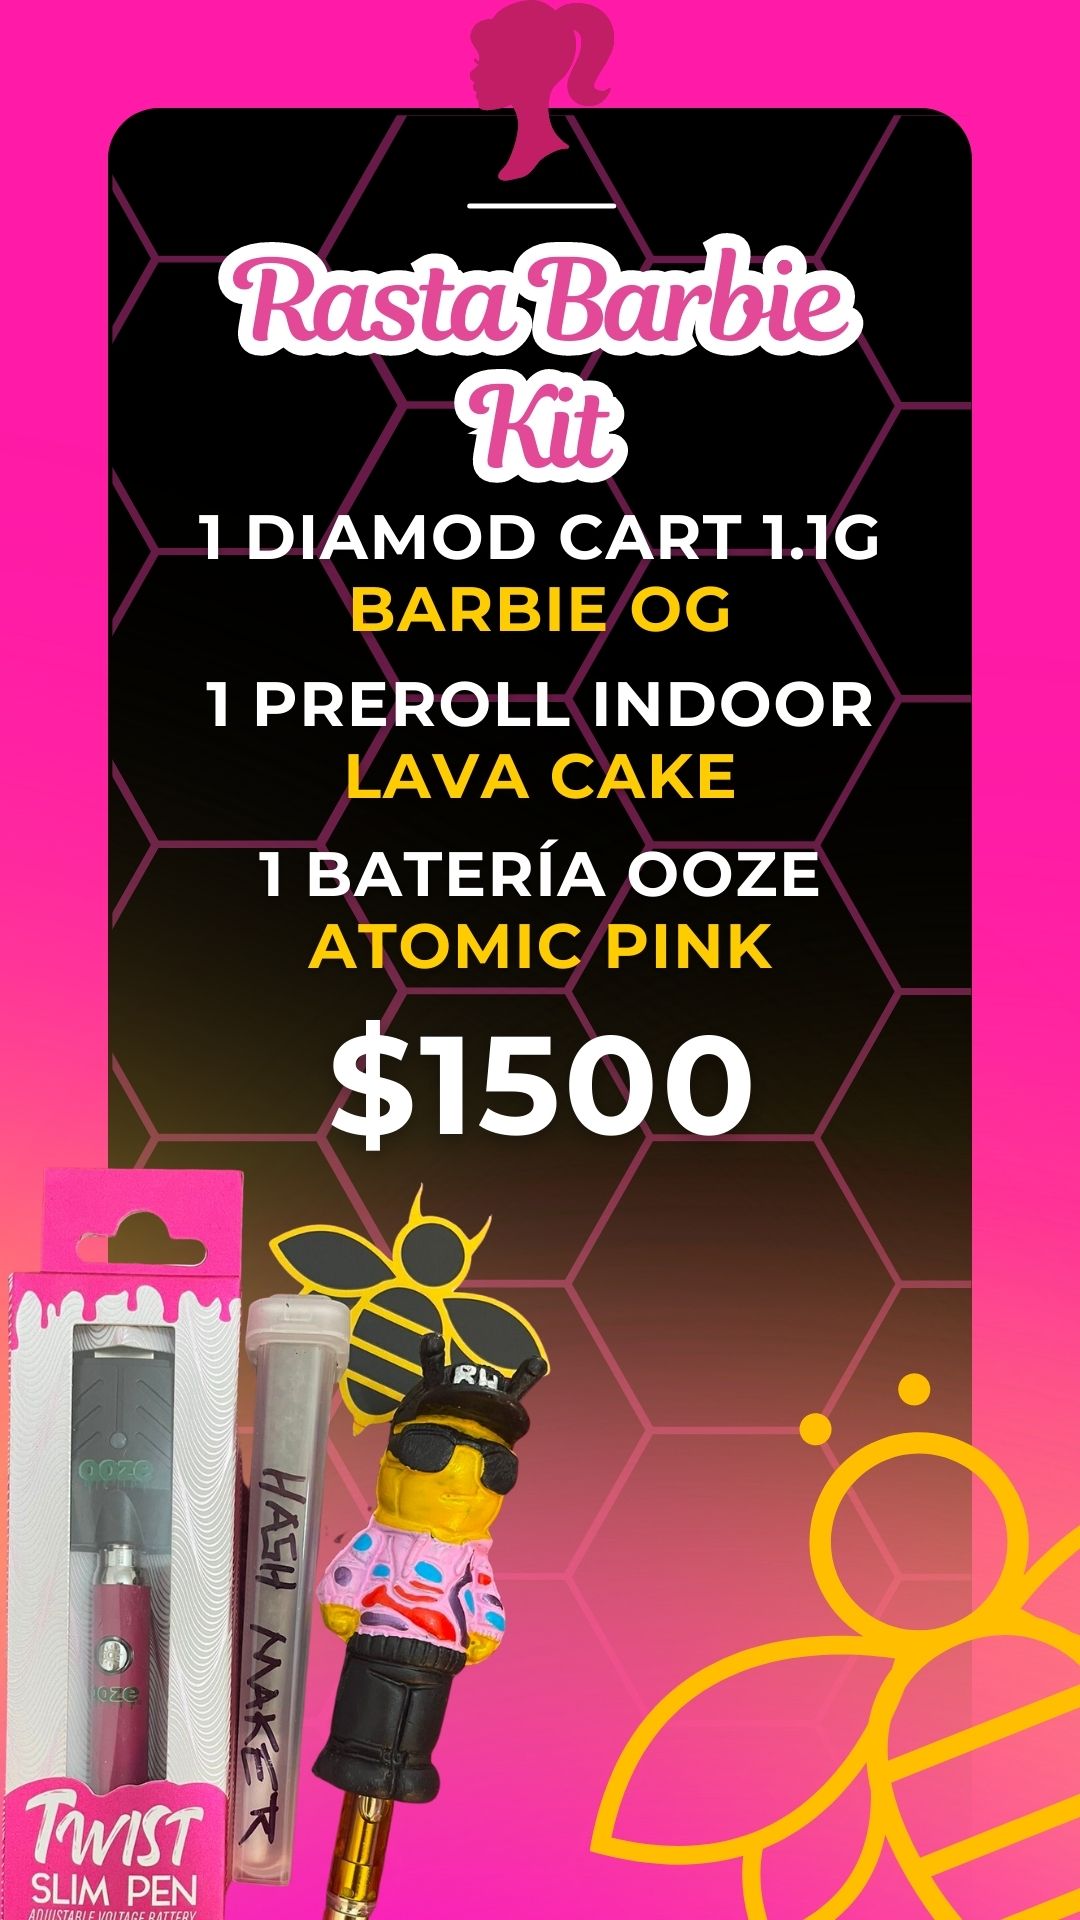 Rasta Barbie
Kit
1 DIAMOD CART 1.1G
BARBIE OG
1 PREROLL INDOOR
LAVA CAKE
1 BATERÍA OOZE
ATOMIC PINK
$1500
RW
ooze
HASH MAKER
ooze
TWIST
SLIM PEN
ADJUSTABLE VOLTAGE BATTERY